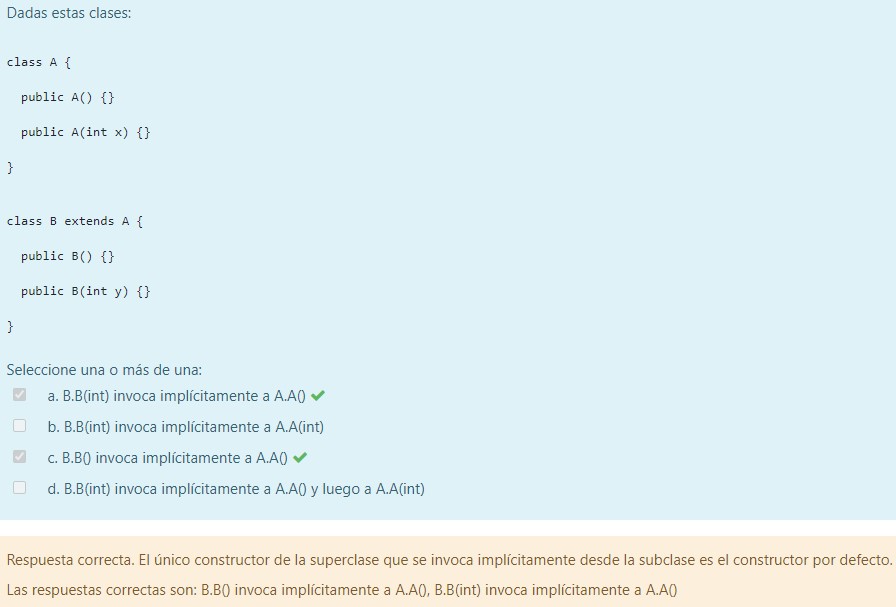 Dadas estas clases:
class A {
public A() {}
public A(int x) {}
}
class B extends A {
public B() {}
public B(int y) {}
}
Seleccione una o más de una:
a. B.B(int) invoca implícitamente a A.A()
b. B.B(int) invoca implícitamente a A.A(int)
c. B.B() invoca implícitamente a A.A()
d. B.B(int) invoca implícitamente a A.A() y luego a A.A(int)
Respuesta correcta. El único constructor de la superclase que se invoca implícitamente desde la subclase es el constructor por defecto.
Las respuestas correctas son: B.B() invoca implícitamente a A.A(), B.B(int) invoca implícitamente a A.A()